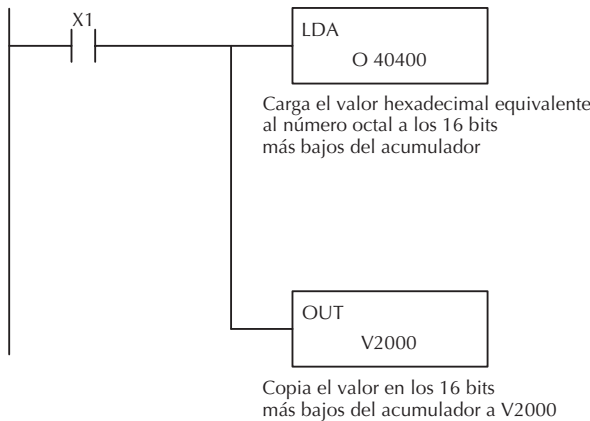 X1
LDA
O 40400
Carga el valor hexadecimal equivalente
al número octal a los 16 bits
más bajos del acumulador
OUT
V2000
Copia el valor en los 16 bits
más bajos del acumulador a V2000